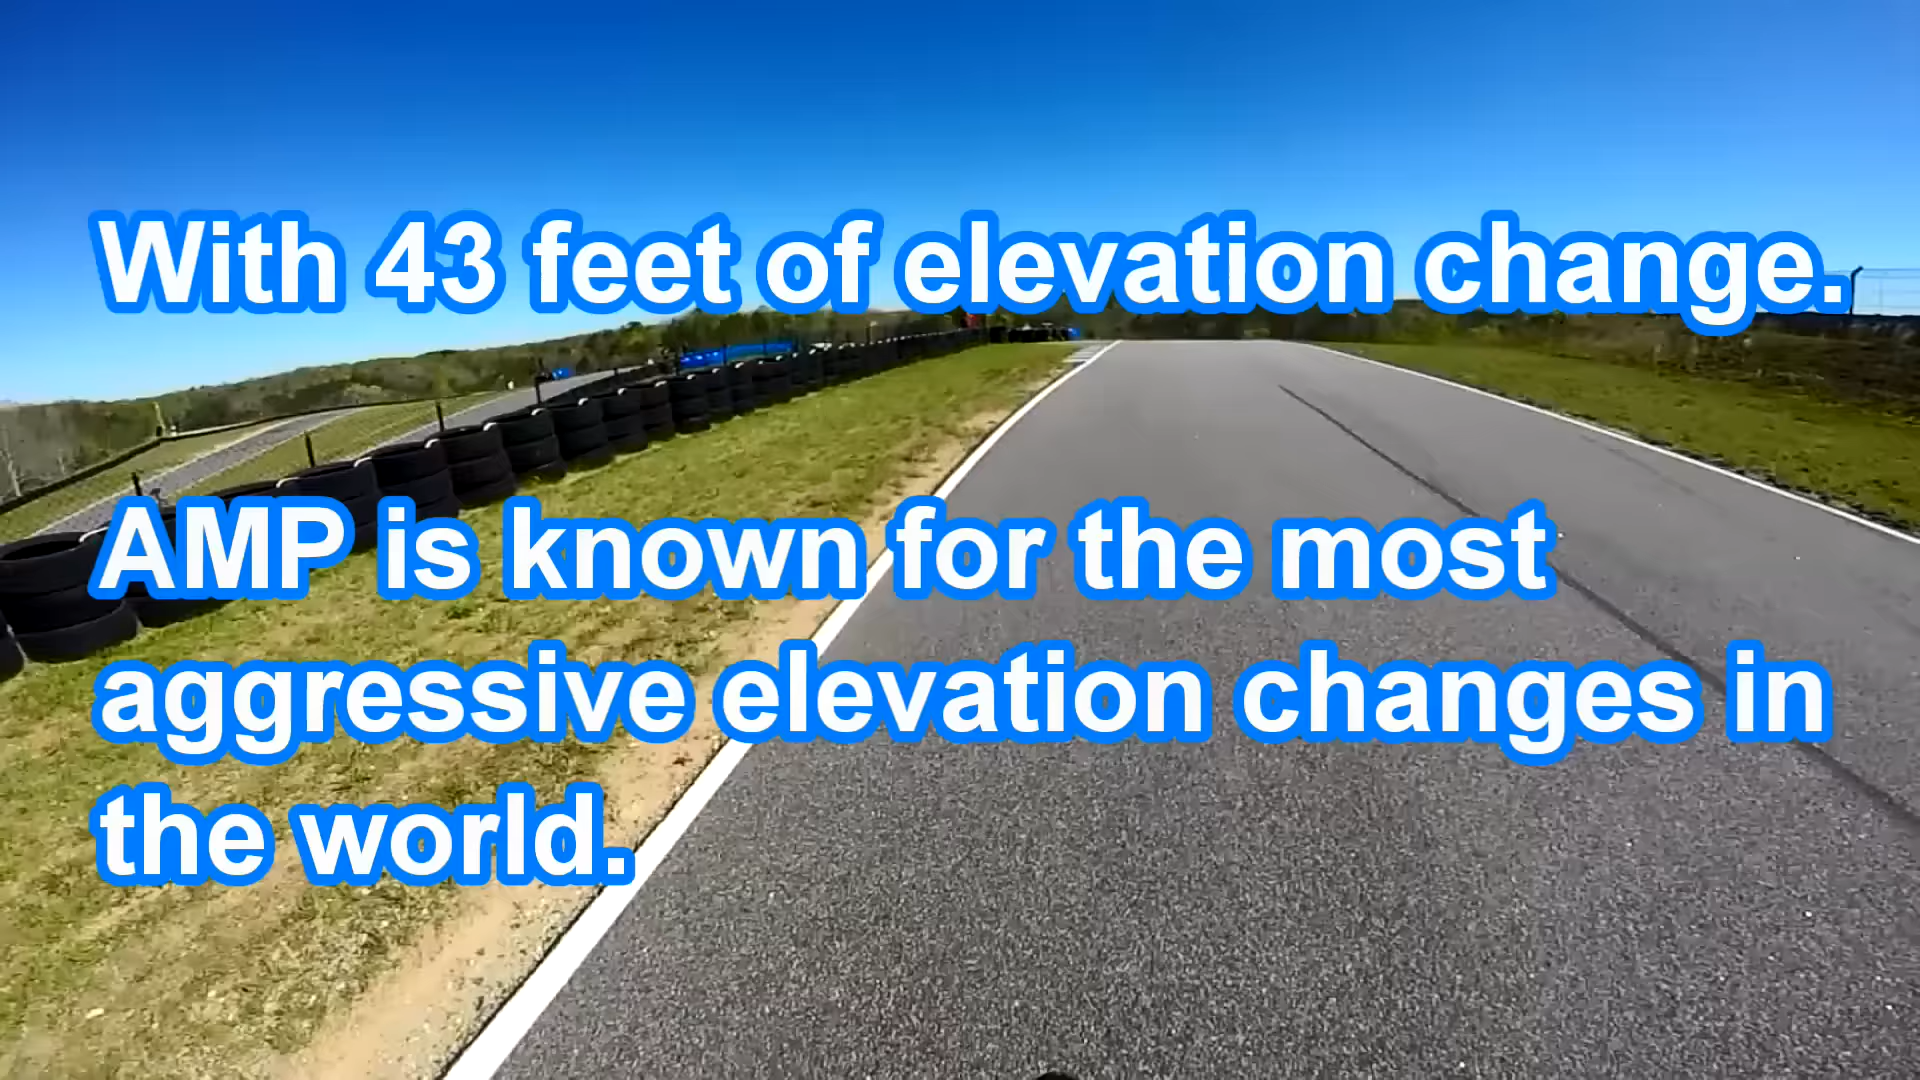 With 43 feet of elevation change.
AMP is known for the most
aggressive elevation changes in
the world.